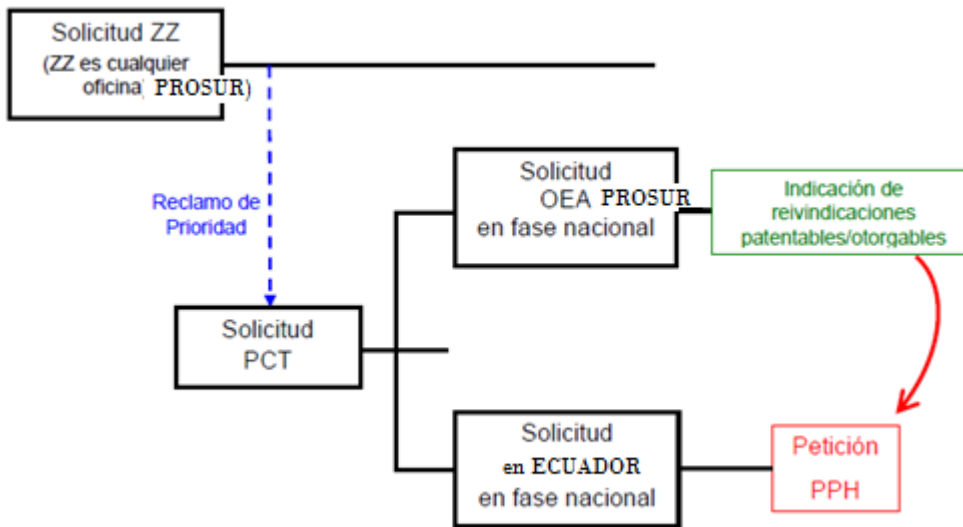 Solicitud ZZ
(ZZ es cualquier
oficina PROSUR)
Reclamo de
Prioridad
Solicitud
OEA PROSUR
en fase nacional
Indicación de
reivindicaciones
patentables/otorgables
Solicitud
PCT
Solicitud
en ECUADOR
en fase nacional
Petición
PPH